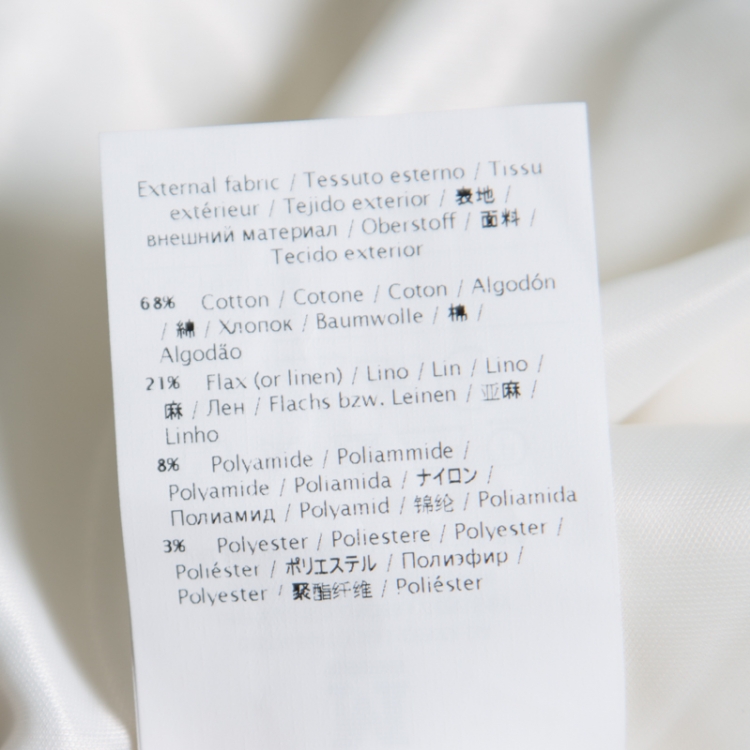 External fabric / Tessuto esterno / Tissu
extérieur / Tejido exterior / 表地 /
внешний материал / Oberstoff / 面料 /
Tecido exterior
68% Cotton / Cotone / Coton / Algodón
/ 綿 / Хлопок / Baumwolle / 棉 /
Algodão
21% Flax (or linen) / Lino / Lin / Lino /
麻 / Лен / Flachs bzw. Leinen / 亚麻 /
Linho
8% Polyamide / Poliammide /
Polyamide / Poliamida / ナイロン /
Полиамид / Polyamid / 锦纶 / Poliamida
3% Polyester / Poliestere / Polyester /
Poliéster / ポリエステル / Полиэфир /
Polyester / 聚酯纤维 / Poliéster